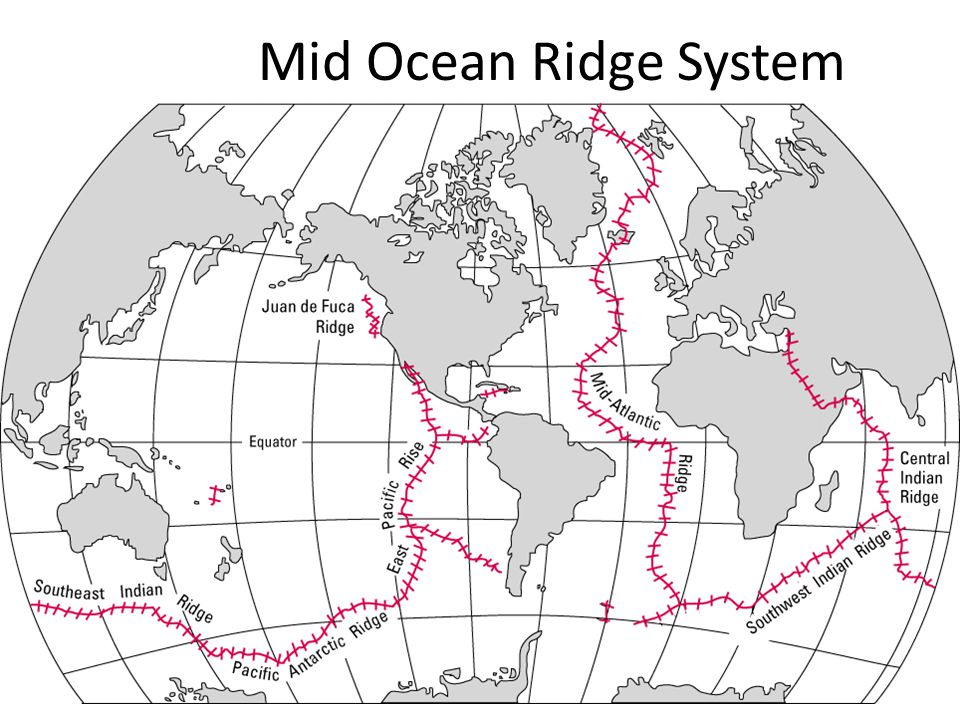 Mid Ocean Ridge System
Juan de Fuca
Ridge
Mid-Atlantic
Ridge
Equator
East Pacific Rise
Central
Indian
Ridge
Southeast Indian Ridge
Pacific Antarctic Ridge
Southwest Indian Ridge